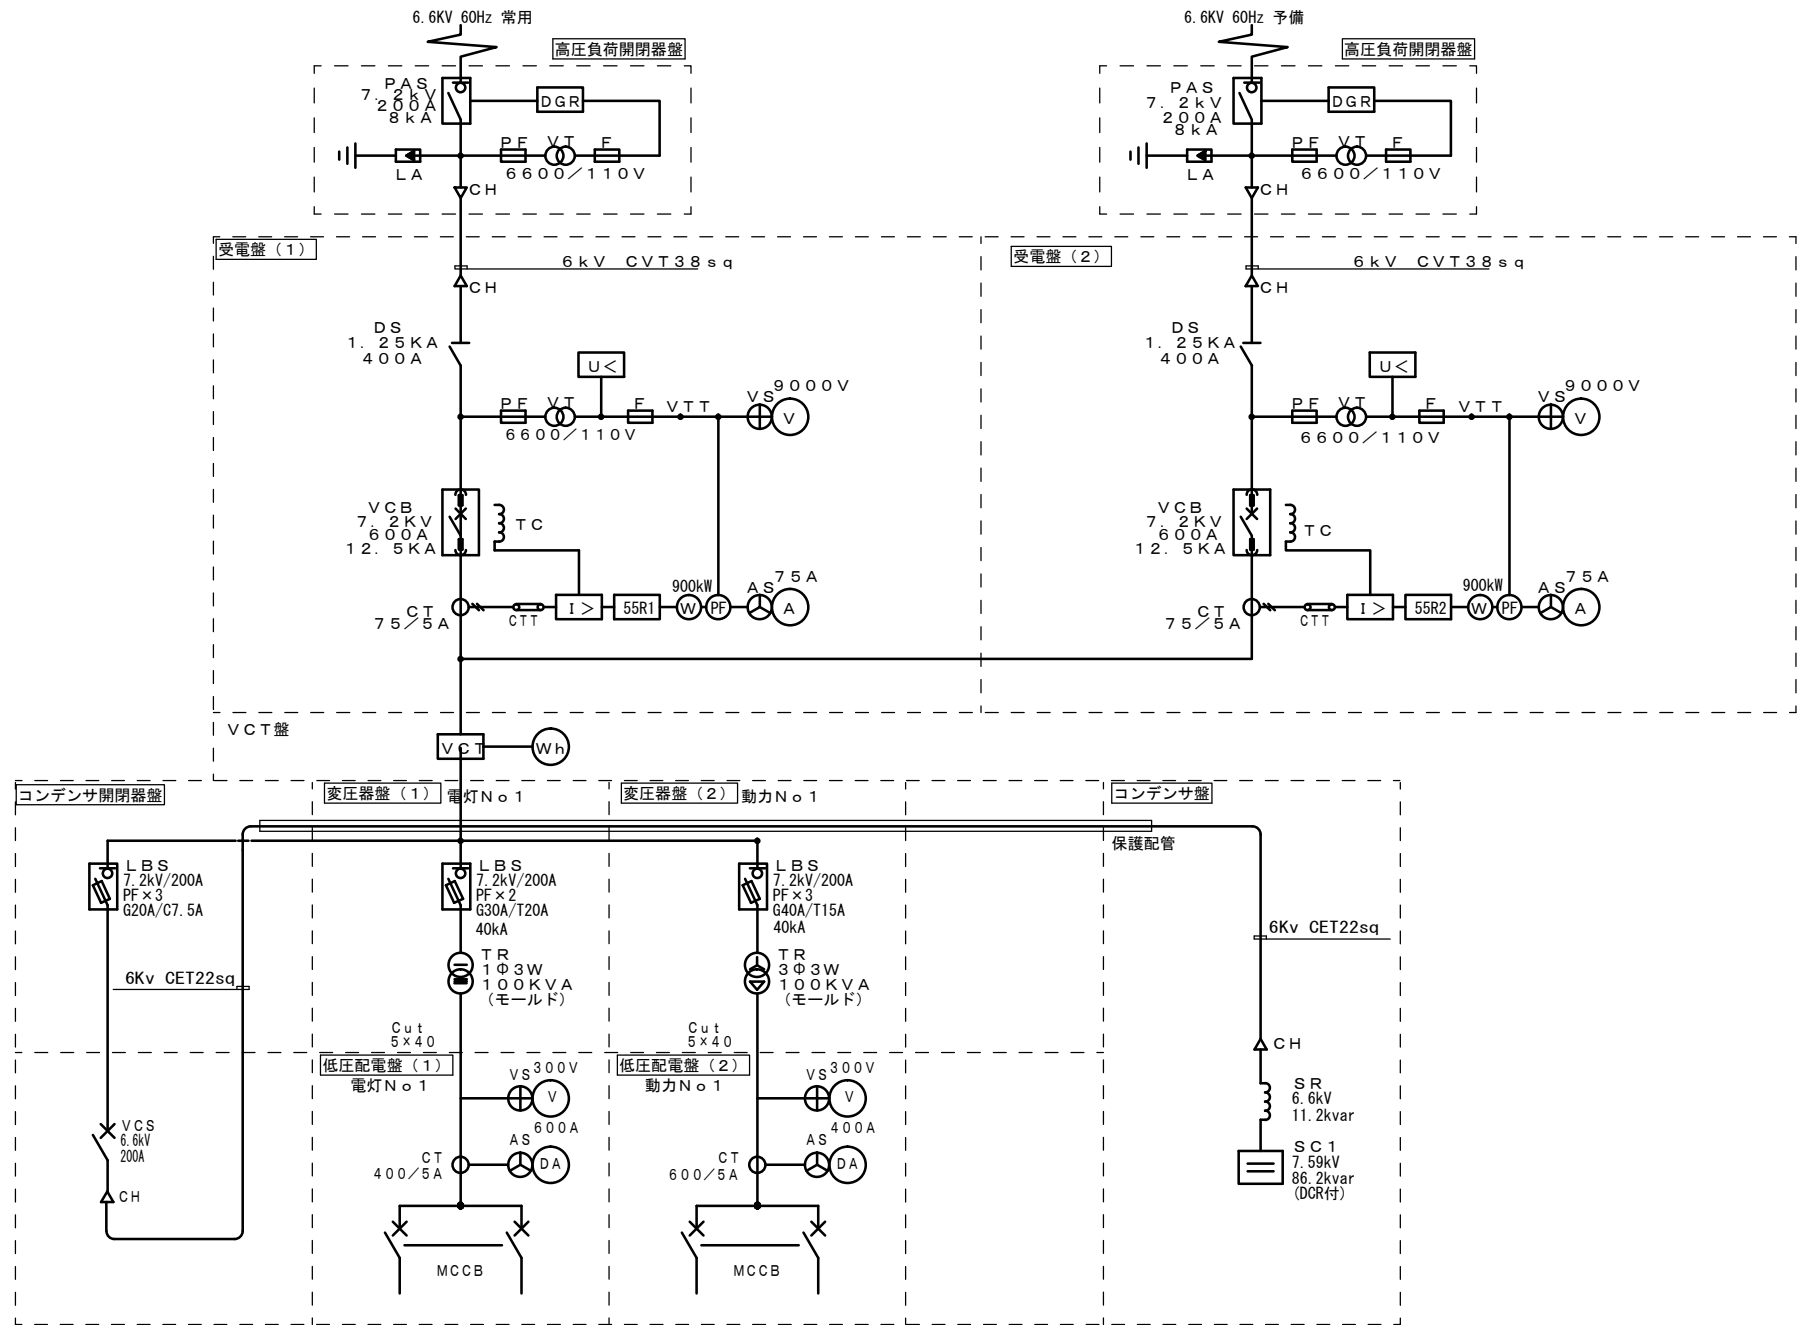 6.6KV 60Hz 常用
高圧負荷開閉器盤
PAS
7.2kV
200A
8kA
DGR
PF
VT
F
6600/110V
LA
CH
6.6KV 60Hz 予備
高圧負荷開閉器盤
PAS
7.2kV
200A
8kA
DGR
PF
VT
F
6600/110V
LA
CH
受電盤(1)
6kV CVT38sq
CH
DS
1.25KA
400A
U<
PF
VT
F
VTT
VS
9000V
V
6600/110V
VCB
7.2KV
600A
12.5KA
TC
CT
75/5A
CTT
I>
55R1
900kW
W
PF
AS
75A
A
受電盤(2)
6kV CVT38sq
CH
DS
1.25KA
400A
U<
PF
VT
F
VTT
VS
9000V
V
6600/110V
VCB
7.2KV
600A
12.5KA
TC
CT
75/5A
CTT
I>
55R2
900kW
W
PF
AS
75A
A
VCT盤
VCT
Wh
コンデンサ開閉器盤
LBS
7.2kV/200A
PF×3
G20A/C7.5A
6Kv CET22sq
VCS
6.6kV
200A
CH
変圧器盤(1)
電灯No1
LBS
7.2kV/200A
PF×2
G30A/T20A
40kA
TR
1Φ3W
100KVA
(モールド)
Cut
5×40
低圧配電盤(1)
電灯No1
VS
300V
V
600A
AS
DA
CT
400/5A
MCCB
変圧器盤(2)
動力No1
LBS
7.2kV/200A
PF×3
G40A/T15A
40kA
TR
3Φ3W
100KVA
(モールド)
Cut
5×40
低圧配電盤(2)
動力No1
VS
300V
V
400A
AS
DA
CT
600/5A
MCCB
コンデンサ盤
保護配管
6Kv CET22sq
CH
SR
6.6kV
11.2kvar
SC1
7.59kV
86.2kvar
(DCR付)